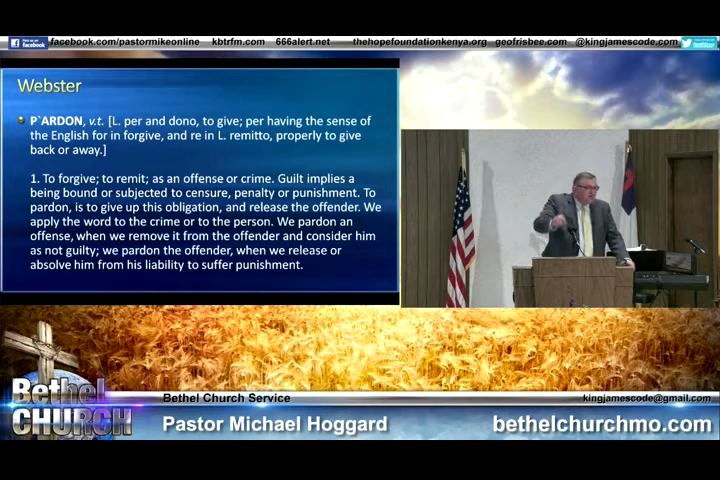 Find us on facebook
facebook.com/pastormikeonline kbtrfm.com 666alert.net thehopefoundationkenya.org geofrisbee.com @kingjamescode.com
Webster
P`ARDON, v.t. [L. per and dono, to give; per having the sense of
the English for in forgive, and re in L. remitto, properly to give
back or away.]
1. To forgive; to remit; as an offense or crime. Guilt implies a
being bound or subjected to censure, penalty or punishment. To
pardon, is to give up this obligation, and release the offender. We
apply the word to the crime or to the person. We pardon an
offense, when we remove it from the offender and consider him
as not guilty; we pardon the offender, when we release or
absolve him from his liability to suffer punishment.
Bethel
CHURCH
Bethel Church Service
kingjamescode@gmail.com
Pastor Michael Hoggard
bethelchurchmo.com